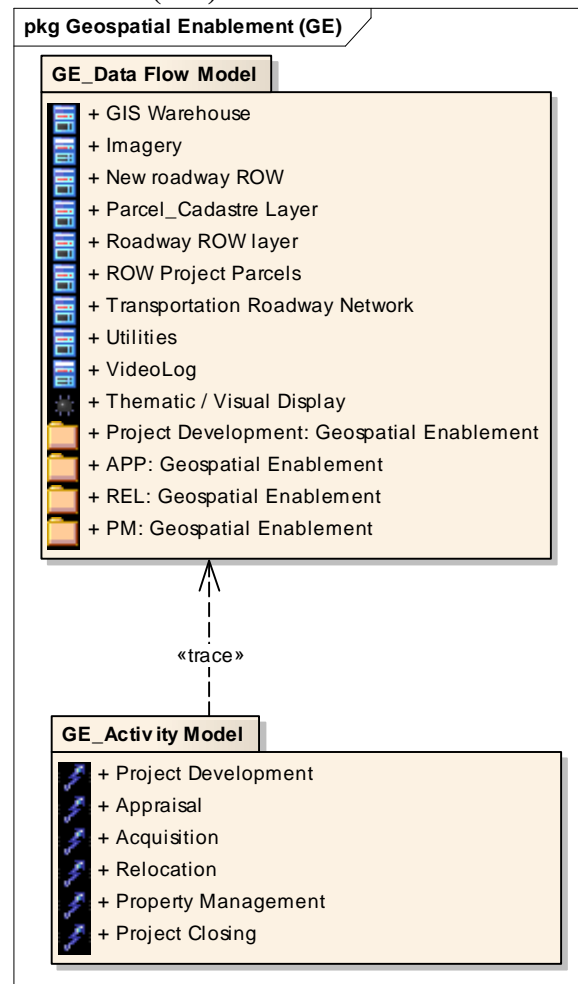 pkg Geospatial Enablement (GE)
GE_Data Flow Model
+ GIS Warehouse
+ Imagery
+ New roadway ROW
+ Parcel_Cadastre Layer
+ Roadway ROW layer
+ ROW Project Parcels
+ Transportation Roadway Network
+ Utilities
+ VideoLog
+ Thematic / Visual Display
+ Project Development: Geospatial Enablement
+ APP: Geospatial Enablement
+ REL: Geospatial Enablement
+ PM: Geospatial Enablement
«trace»
GE_Activity Model
+ Project Development
+ Appraisal
+ Acquisition
+ Relocation
+ Property Management
+ Project Closing